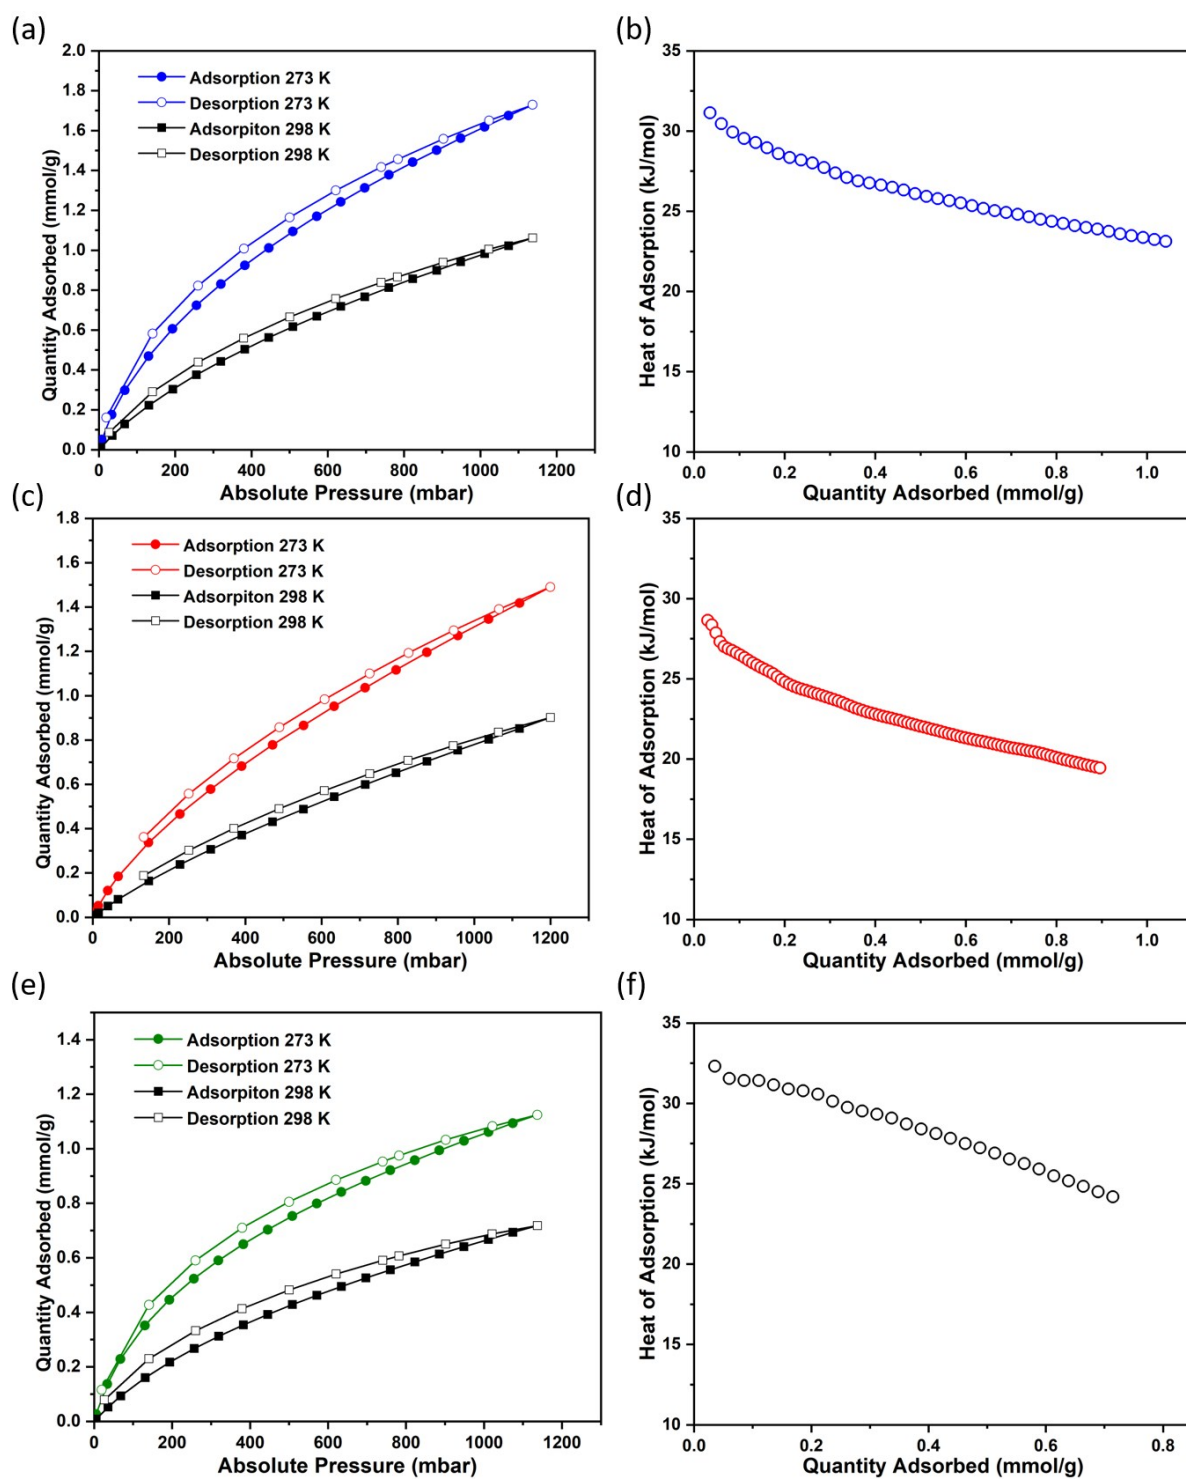 (a)
2.0
1.8
1.6
1.4
1.2
1.0
0.8
0.6
0.4
0.2
0.0
Quantity Adsorbed (mmol/g)
Adsorption 273 K
Desorption 273 K
Adsorpiton 298 K
Desorption 298 K
0 200 400 600 800 1000 1200
Absolute Pressure (mbar)
(b)
35
30
25
20
15
10
Heat of Adsorption (kJ/mol)
0.0 0.2 0.4 0.6 0.8 1.0
Quantity Adsorbed (mmol/g)
(c)
1.8
1.6
1.4
1.2
1.0
0.8
0.6
0.4
0.2
0.0
Quantity Adsorbed (mmol/g)
Adsorption 273 K
Desorption 273 K
Adsorpiton 298 K
Desorption 298 K
0 200 400 600 800 1000 1200
Absolute Pressure (mbar)
(d)
35
30
25
20
15
10
Heat of Adsorption (kJ/mol)
0.0 0.2 0.4 0.6 0.8 1.0
Quantity Adsorbed (mmol/g)
(e)
1.4
1.2
1.0
0.8
0.6
0.4
0.2
0.0
Quantity Adsorbed (mmol/g)
Adsorption 273 K
Desorption 273 K
Adsorpiton 298 K
Desorption 298 K
0 200 400 600 800 1000 1200
Absolute Pressure (mbar)
(f)
35
30
25
20
15
10
Heat of Adsorption (kJ/mol)
0.0 0.2 0.4 0.6 0.8
Quantity Adsorbed (mmol/g)